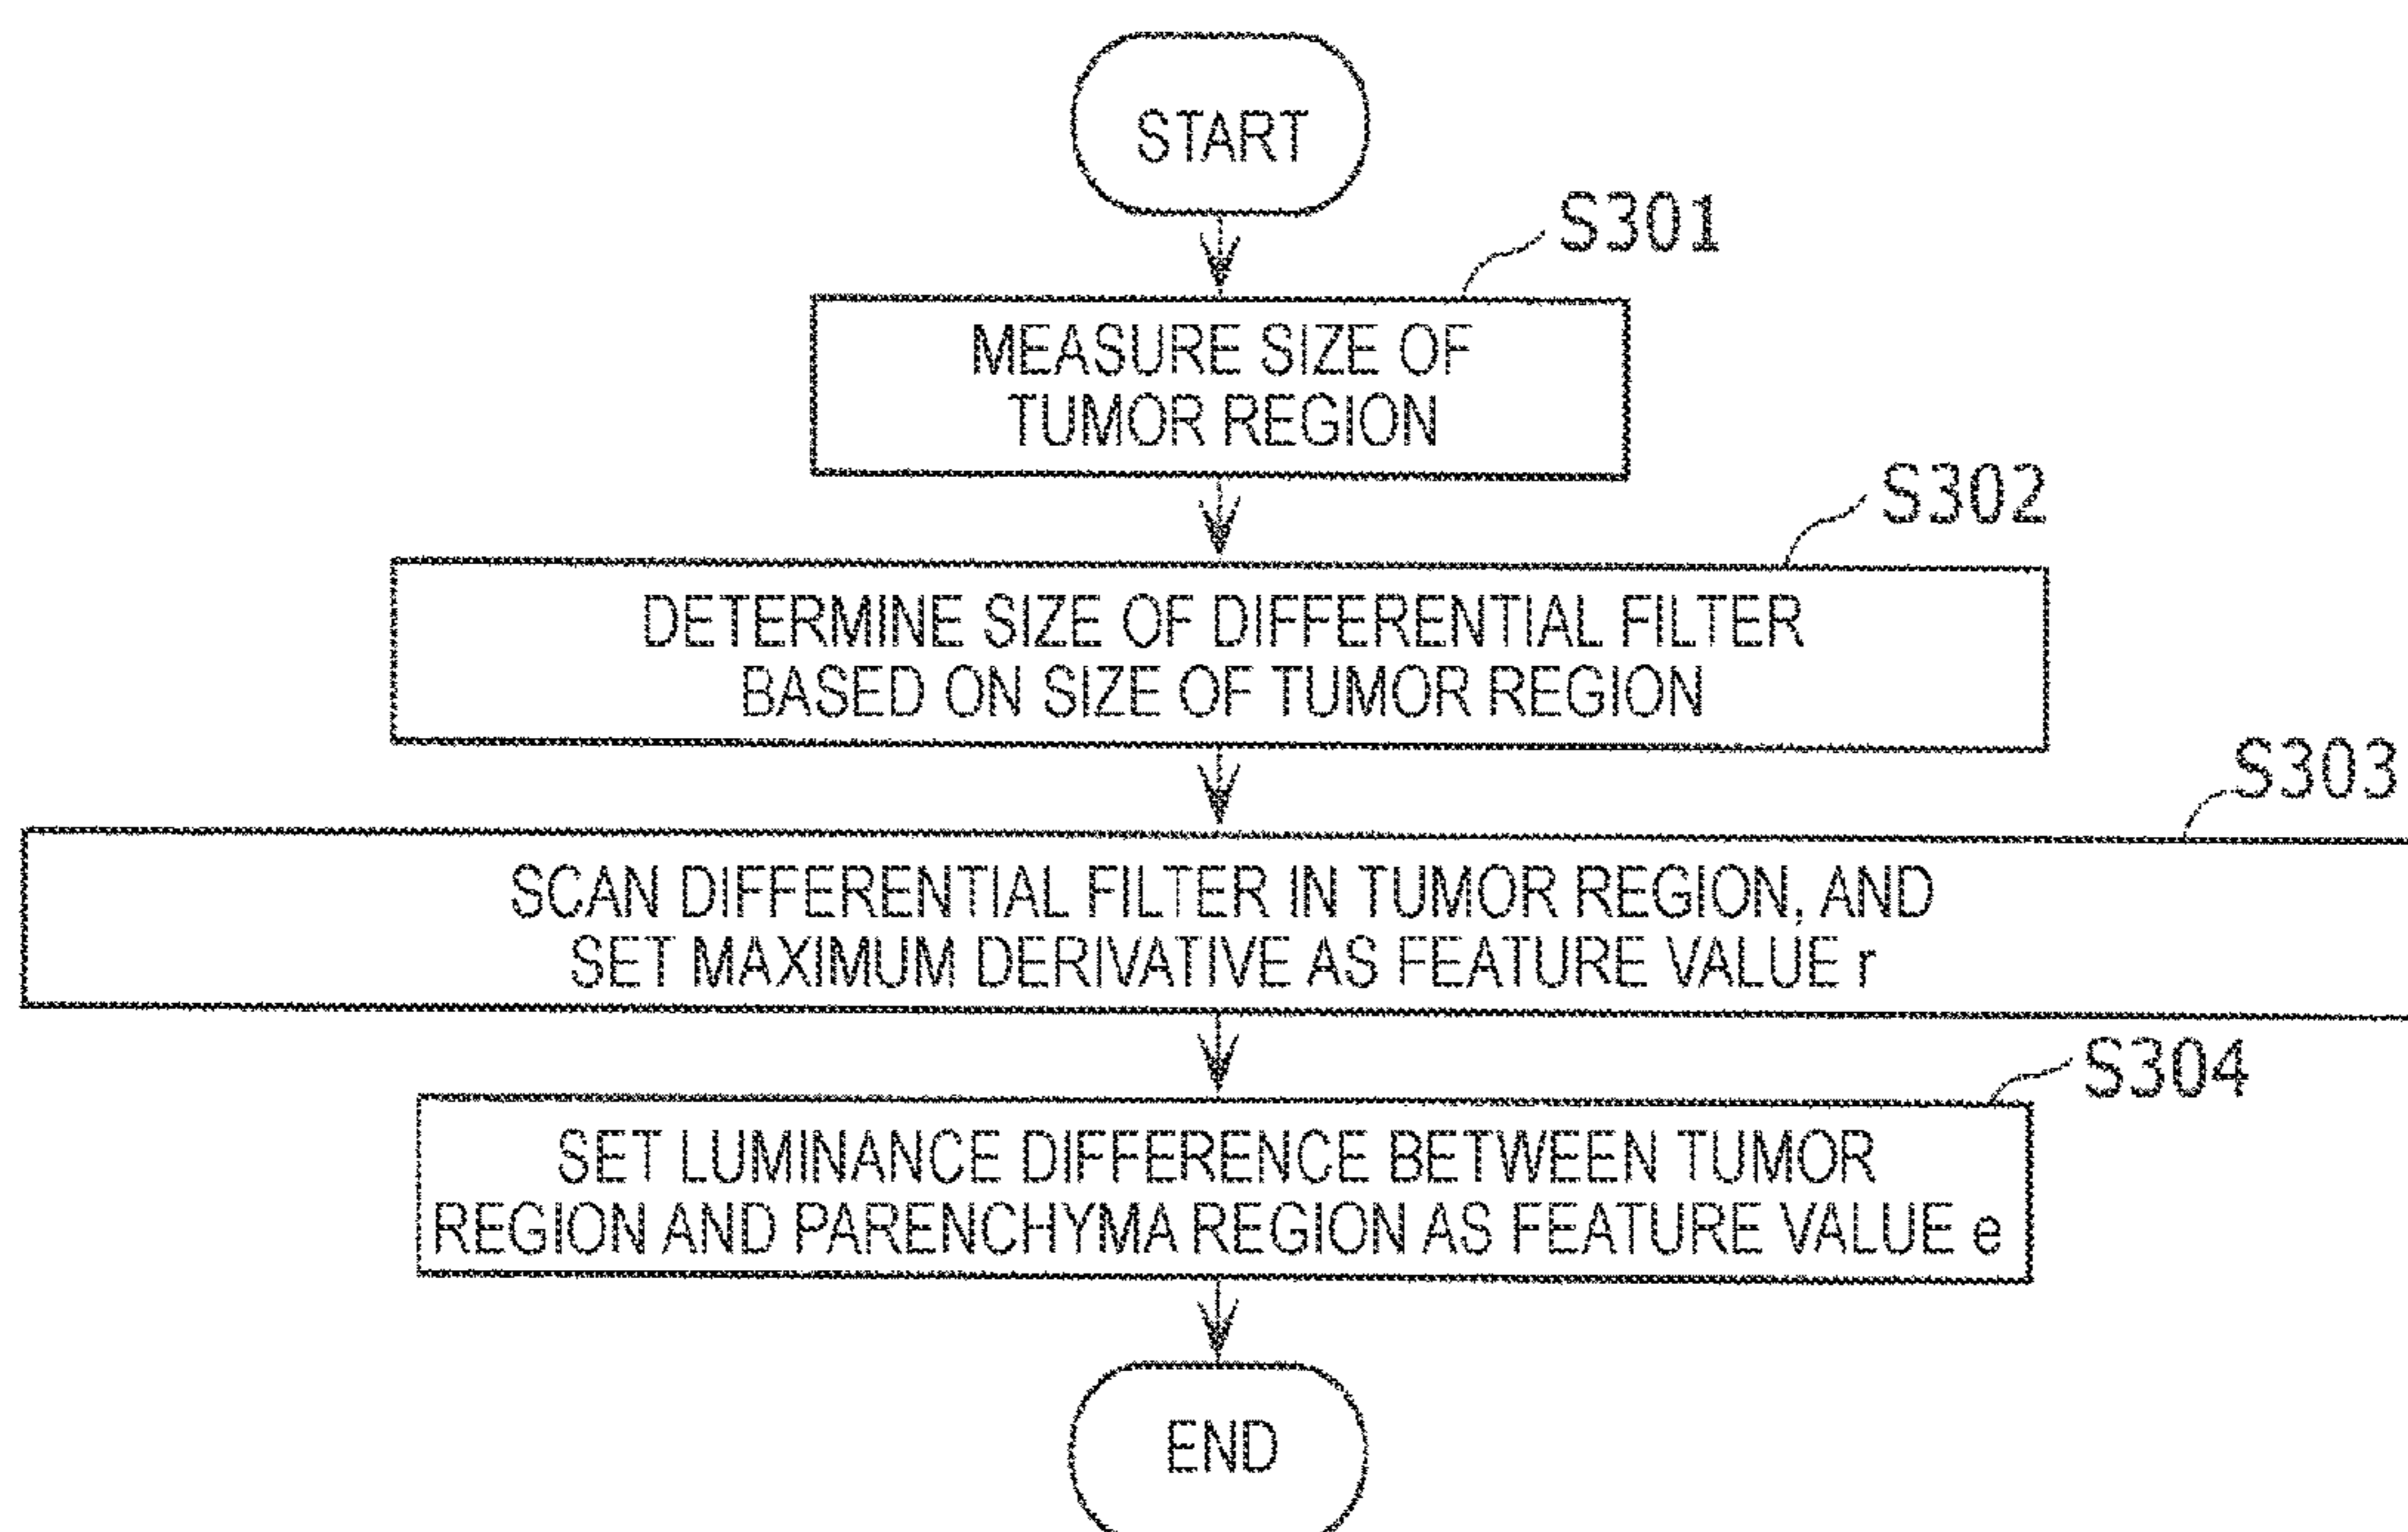 START
S301
MEASURE SIZE OF
TUMOR REGION
S302
DETERMINE SIZE OF DIFFERENTIAL FILTER
BASED ON SIZE OF TUMOR REGION
S303
SCAN DIFFERENTIAL FILTER IN TUMOR REGION, AND
SET MAXIMUM DERIVATIVE AS FEATURE VALUE r
S304
SET LUMINANCE DIFFERENCE BETWEEN TUMOR
REGION AND PARENCHYMA REGION AS FEATURE VALUE e
END